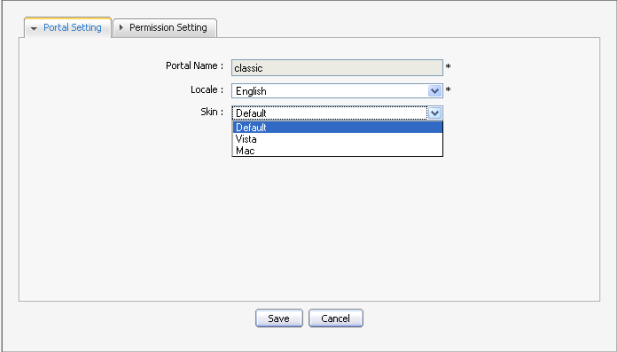 Portal Setting Permission Setting
Portal Name : classic *
Locale : English *
Skin : Default
Default
Vista
Mac
Save Cancel